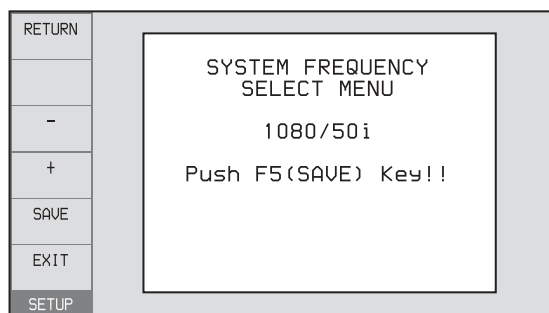 RETURN
-
+
SAVE
EXIT
SETUP
SYSTEM FREQUENCY
SELECT MENU
1080/50i
Push F5(SAVE) Key!!